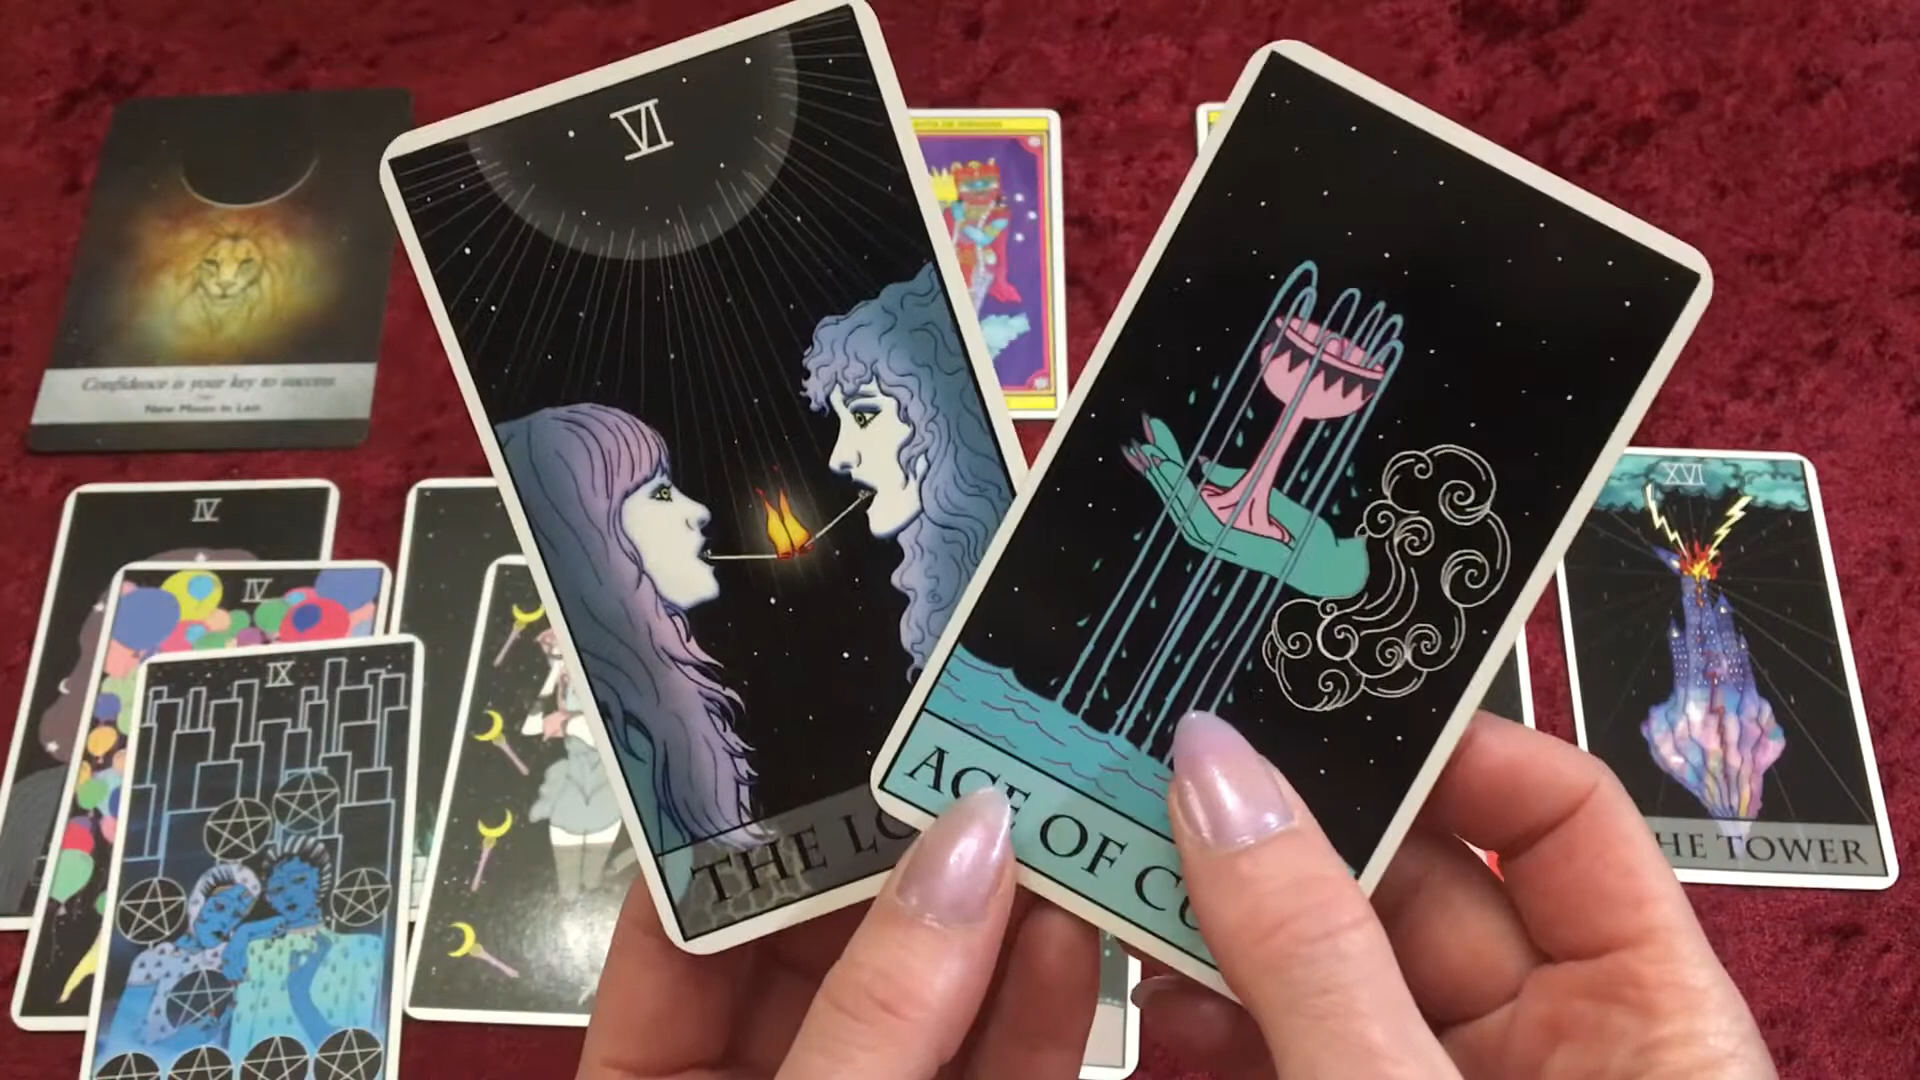 VI
THE LO
ACE OF C
Confidence is your key to success
New Moon in Leo
IV
IV
IX
XVI
HE TOWER